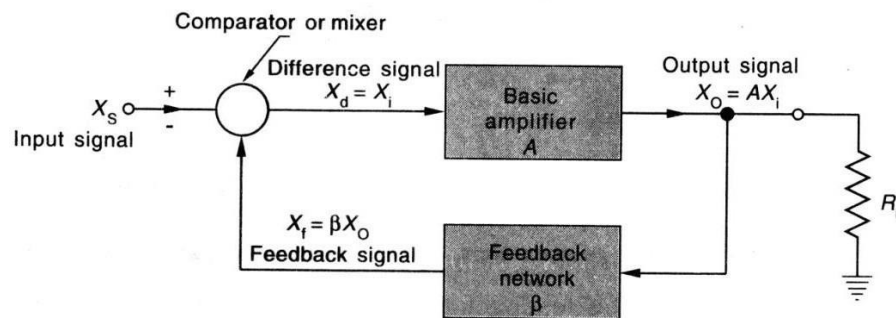 Comparator or mixer
Difference signal
X_d = X_i
Output signal
X_O = AX_i
Basic
amplifier
A
+
X_S
-
Input signal
R
X_f = βX_O
Feedback signal
Feedback
network
β